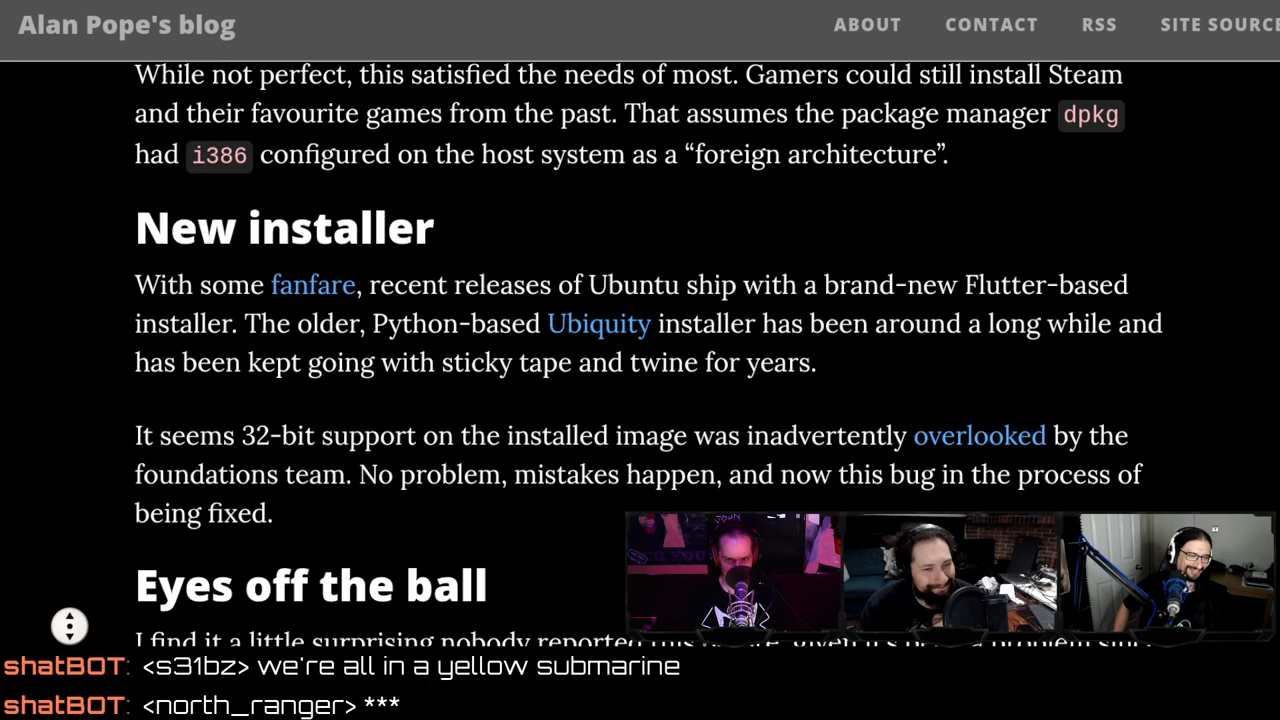 Alan Pope's blog
ABOUT CONTACT RSS SITE SOURCE
While not perfect, this satisfied the needs of most. Gamers could still install Steam
and their favourite games from the past. That assumes the package manager dpkg
had i386 configured on the host system as a “foreign architecture”.
New installer
With some fanfare, recent releases of Ubuntu ship with a brand-new Flutter-based
installer. The older, Python-based Ubiquity installer has been around a long while and
has been kept going with sticky tape and twine for years.
It seems 32-bit support on the installed image was inadvertently overlooked by the
foundations team. No problem, mistakes happen, and now this bug in the process of
being fixed.
Eyes off the ball
I find it a little surprising nobody reported
shatBOT: <s31bz> we're all in a yellow submarine
shatBOT: <north_ranger> ***